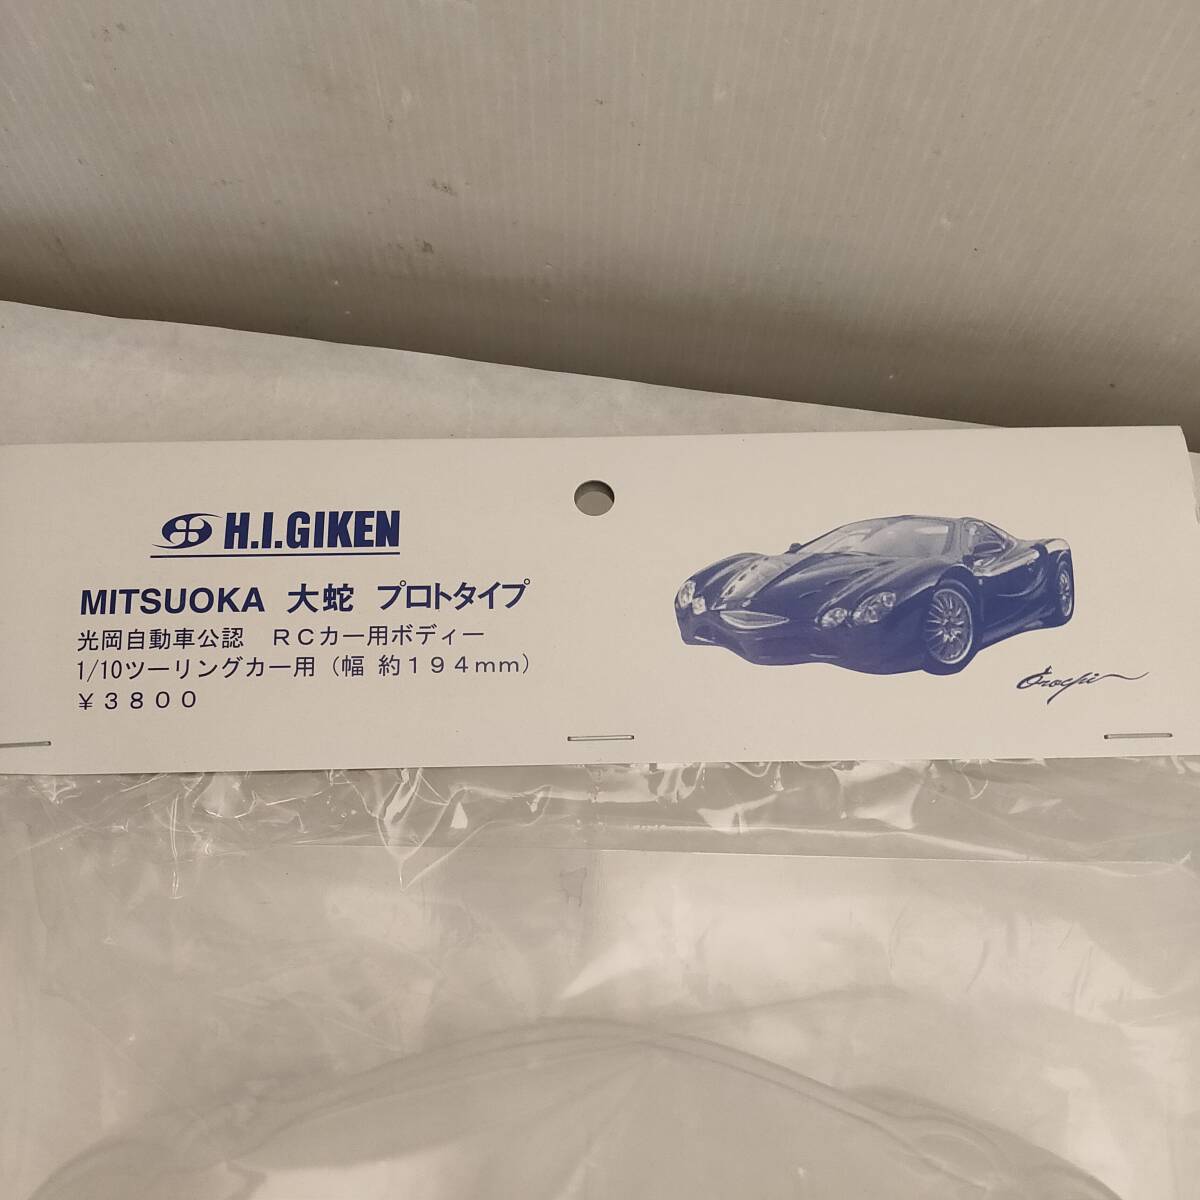 H.I.GIKEN
MITSUOKA 大蛇 プロトタイプ
光岡自動車公認 RCカー用ボディー
1/10ツーリングカー用（幅 約194mm）
¥3800
Orochi